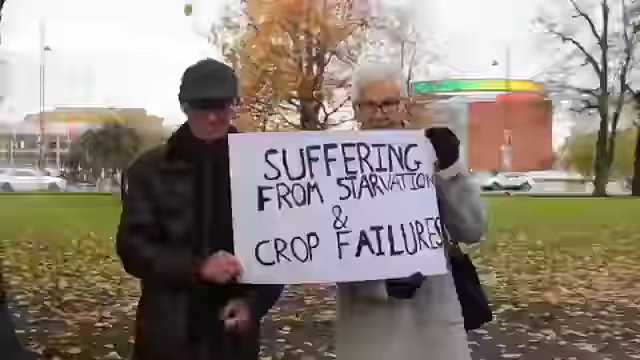 SUFFERING
FROM STARVATION
&
CROP FAILURES